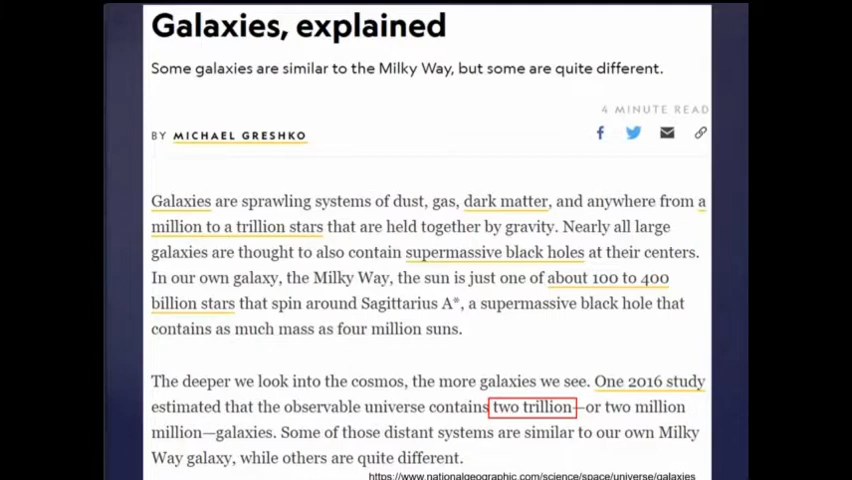 Galaxies, explained
Some galaxies are similar to the Milky Way, but some are quite different.
4 MINUTE READ
BY MICHAEL GRESHKO
Galaxies are sprawling systems of dust, gas, dark matter, and anywhere from a
million to a trillion stars that are held together by gravity. Nearly all large
galaxies are thought to also contain supermassive black holes at their centers.
In our own galaxy, the Milky Way, the sun is just one of about 100 to 400
billion stars that spin around Sagittarius A*, a supermassive black hole that
contains as much mass as four million suns.
The deeper we look into the cosmos, the more galaxies we see. One 2016 study
estimated that the observable universe contains two trillion—or two million
million—galaxies. Some of those distant systems are similar to our own Milky
Way galaxy, while others are quite different.
https://www.nationalgeographic.com/science/space/universe/galaxies